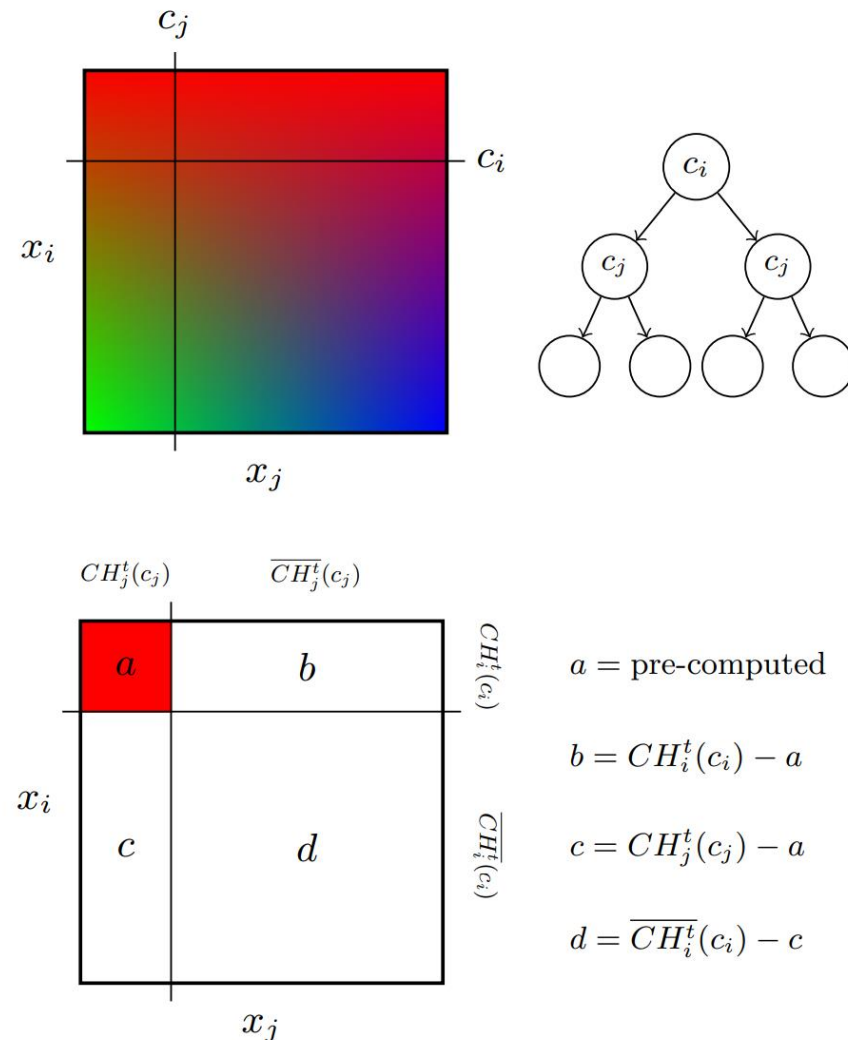 c_j
c_i
x_i
x_j
c_i
c_j c_j
CH_j^t(c_j) \overline{CH_j^t}(c_j)
a b
CH_i^t(c_i)
x_i
c d
\overline{CH_i^t}(c_i)
x_j
a = pre-computed
b = CH_i^t(c_i) − a
c = CH_j^t(c_j) − a
d = \overline{CH_i^t}(c_i) − c